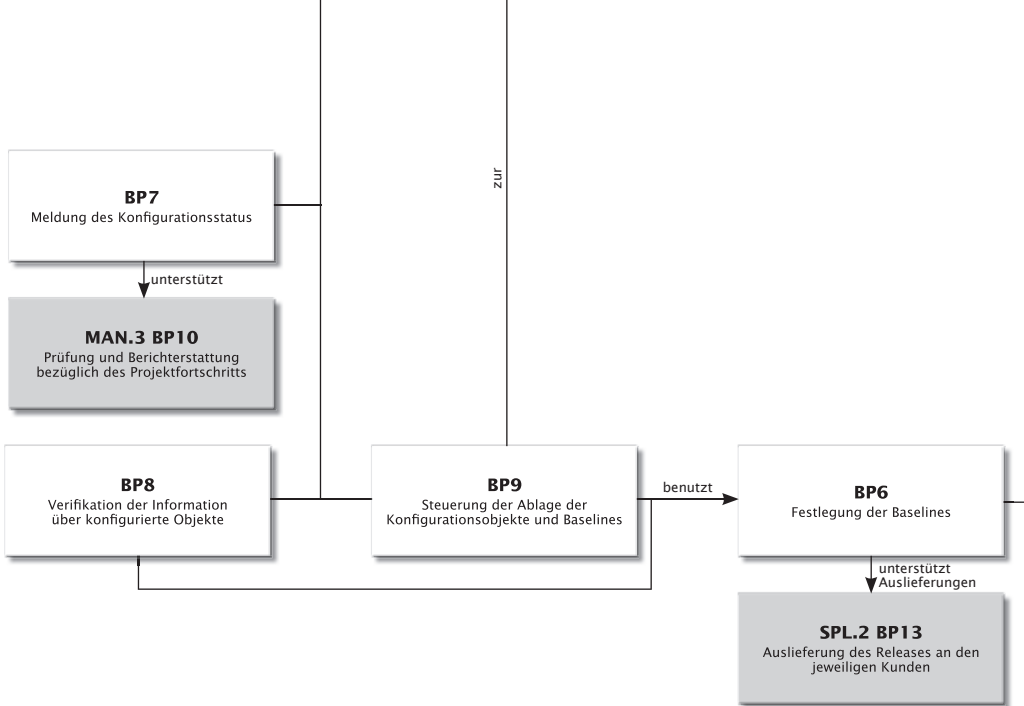 zur
BP7
Meldung des Konfigurationsstatus
unterstützt
MAN.3 BP10
Prüfung und Berichterstattung
bezüglich des Projektfortschritts
BP8
Verifikation der Information
über konfigurierte Objekte
BP9
Steuerung der Ablage der
Konfigurationsobjekte und Baselines
benutzt
BP6
Festlegung der Baselines
unterstützt
Auslieferungen
SPL.2 BP13
Auslieferung des Releases an den
jeweiligen Kunden